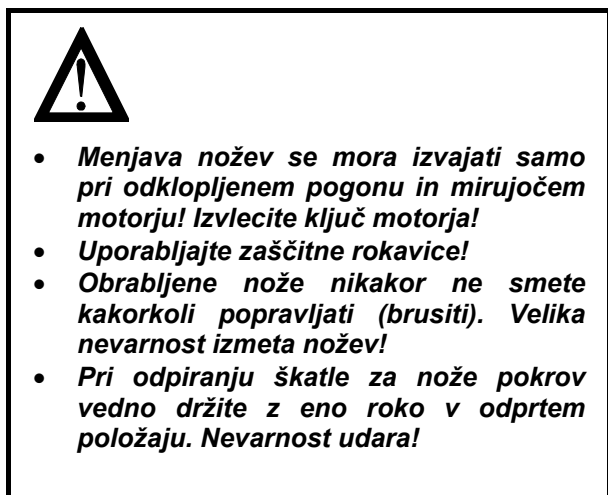 • Menjava nožev se mora izvajati samo
pri odklopljenem pogonu in mirujočem
motorju! Izvlecite ključ motorja!
• Uporabljajte zaščitne rokavice!
• Obrabljene nože nikakor ne smete
kakorkoli popravljati (brusiti). Velika
nevarnost izmeta nožev!
• Pri odpiranju škatle za nože pokrov
vedno držite z eno roko v odprtem
položaju. Nevarnost udara!